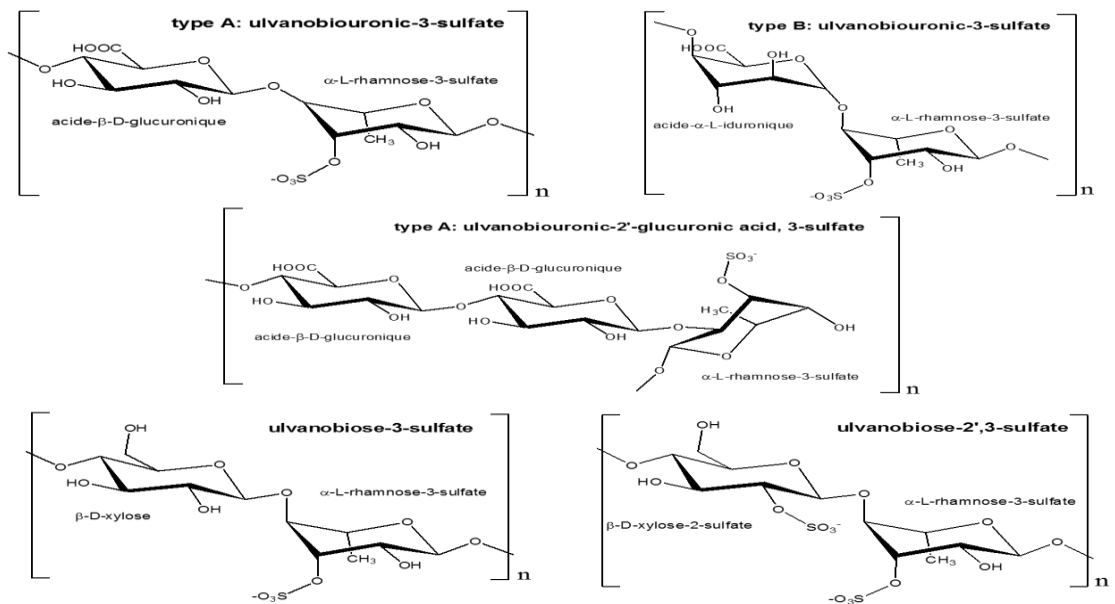 type A: ulvanobiouronic-3-sulfate
HOOC
O
O
HO
OH
O
O
α-L-rhamnose-3-sulfate
O
CH₃
OH
O
O
-O₃S
acide-β-D-glucuronique
n
type B: ulvanobiouronic-3-sulfate
O
HOOC
OH
O
OH
O
acide-α-L-iduronique
O
α-L-rhamnose-3-sulfate
O
CH₃
OH
O
O
-O₃S
n
type A: ulvanobiouronic-2'-glucuronic acid, 3-sulfate
acide-β-D-glucuronique
HOOC
O
O
HO
OH
O
acide-β-D-glucuronique
HOOC
O
HO
OH
O
O
SO₃⁻
O
H₃C
OH
O
O
α-L-rhamnose-3-sulfate
n
ulvanobiose-3-sulfate
OH
O
O
HO
OH
O
β-D-xylose
α-L-rhamnose-3-sulfate
O
CH₃
OH
O
O
-O₃S
n
ulvanobiose-2',3-sulfate
OH
O
O
HO
O
SO₃⁻
O
β-D-xylose-2-sulfate
α-L-rhamnose-3-sulfate
O
CH₃
OH
O
O
-O₃S
n